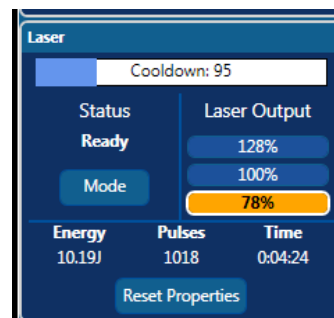 Laser
Cooldown: 95
Status
Ready
Mode
Laser Output
128%
100%
78%
Energy Pulses Time
10.19J 1018 0:04:24
Reset Properties